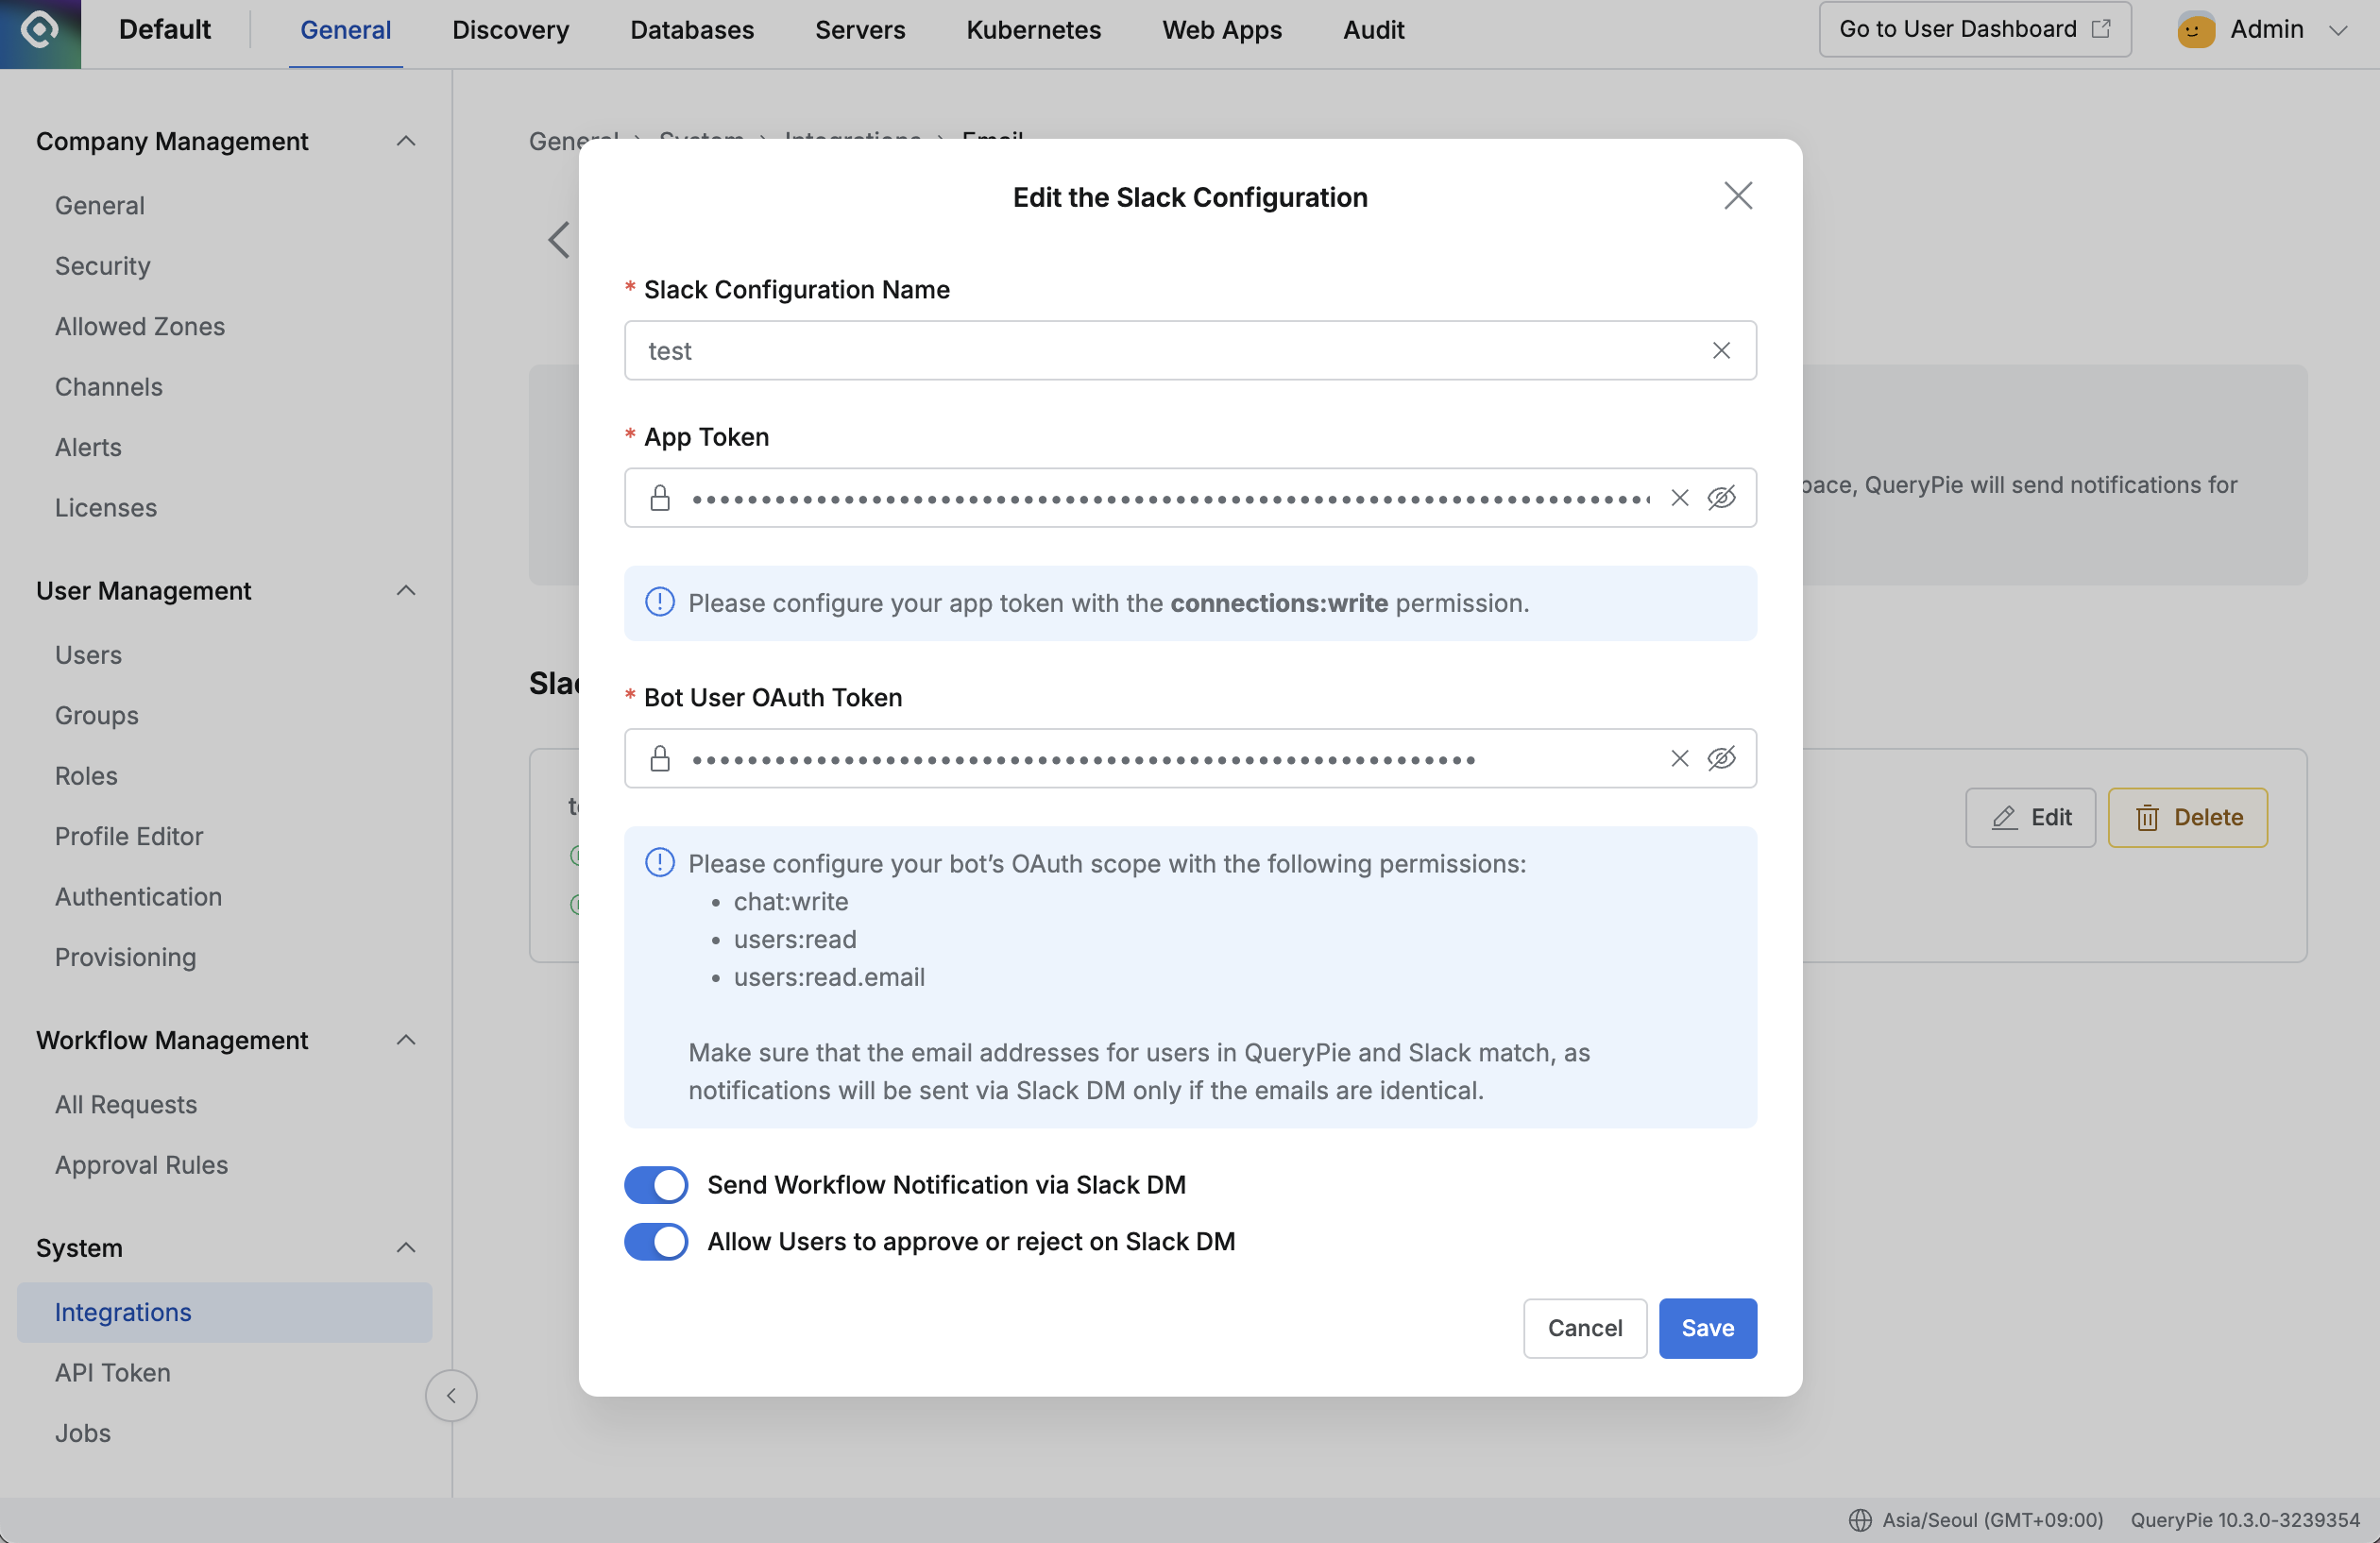 Default
General
Discovery
Databases
Servers
Kubernetes
Web Apps
Audit
Go to User Dashboard
Admin
Company Management
General
Security
Allowed Zones
Channels
Alerts
Licenses
User Management
Users
Groups
Roles
Profile Editor
Authentication
Provisioning
Workflow Management
All Requests
Approval Rules
System
Integrations
API Token
Jobs
General > System > Integrations > Email
Edit the Slack Configuration
* Slack Configuration Name
test
* App Token
Please configure your app token with the connections:write permission.
* Bot User OAuth Token
Please configure your bot’s OAuth scope with the following permissions:
• chat:write
• users:read
• users:read.email
Make sure that the email addresses for users in QueryPie and Slack match, as
notifications will be sent via Slack DM only if the emails are identical.
Send Workflow Notification via Slack DM
Allow Users to approve or reject on Slack DM
Cancel
Save
QueryPie will send notifications for
Edit
Delete
Asia/Seoul (GMT+09:00)
QueryPie 10.3.0-3239354